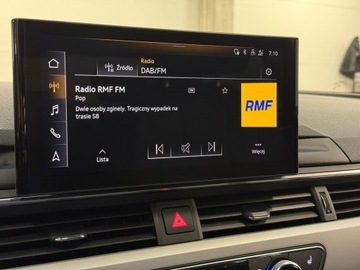 Radio
7:10
Źródło
DAB/FM
Radio RMF FM
Pop
Dwie osoby zginęły. Tragiczny wypadek na
trasie S8
RMF
Lista
Więcej